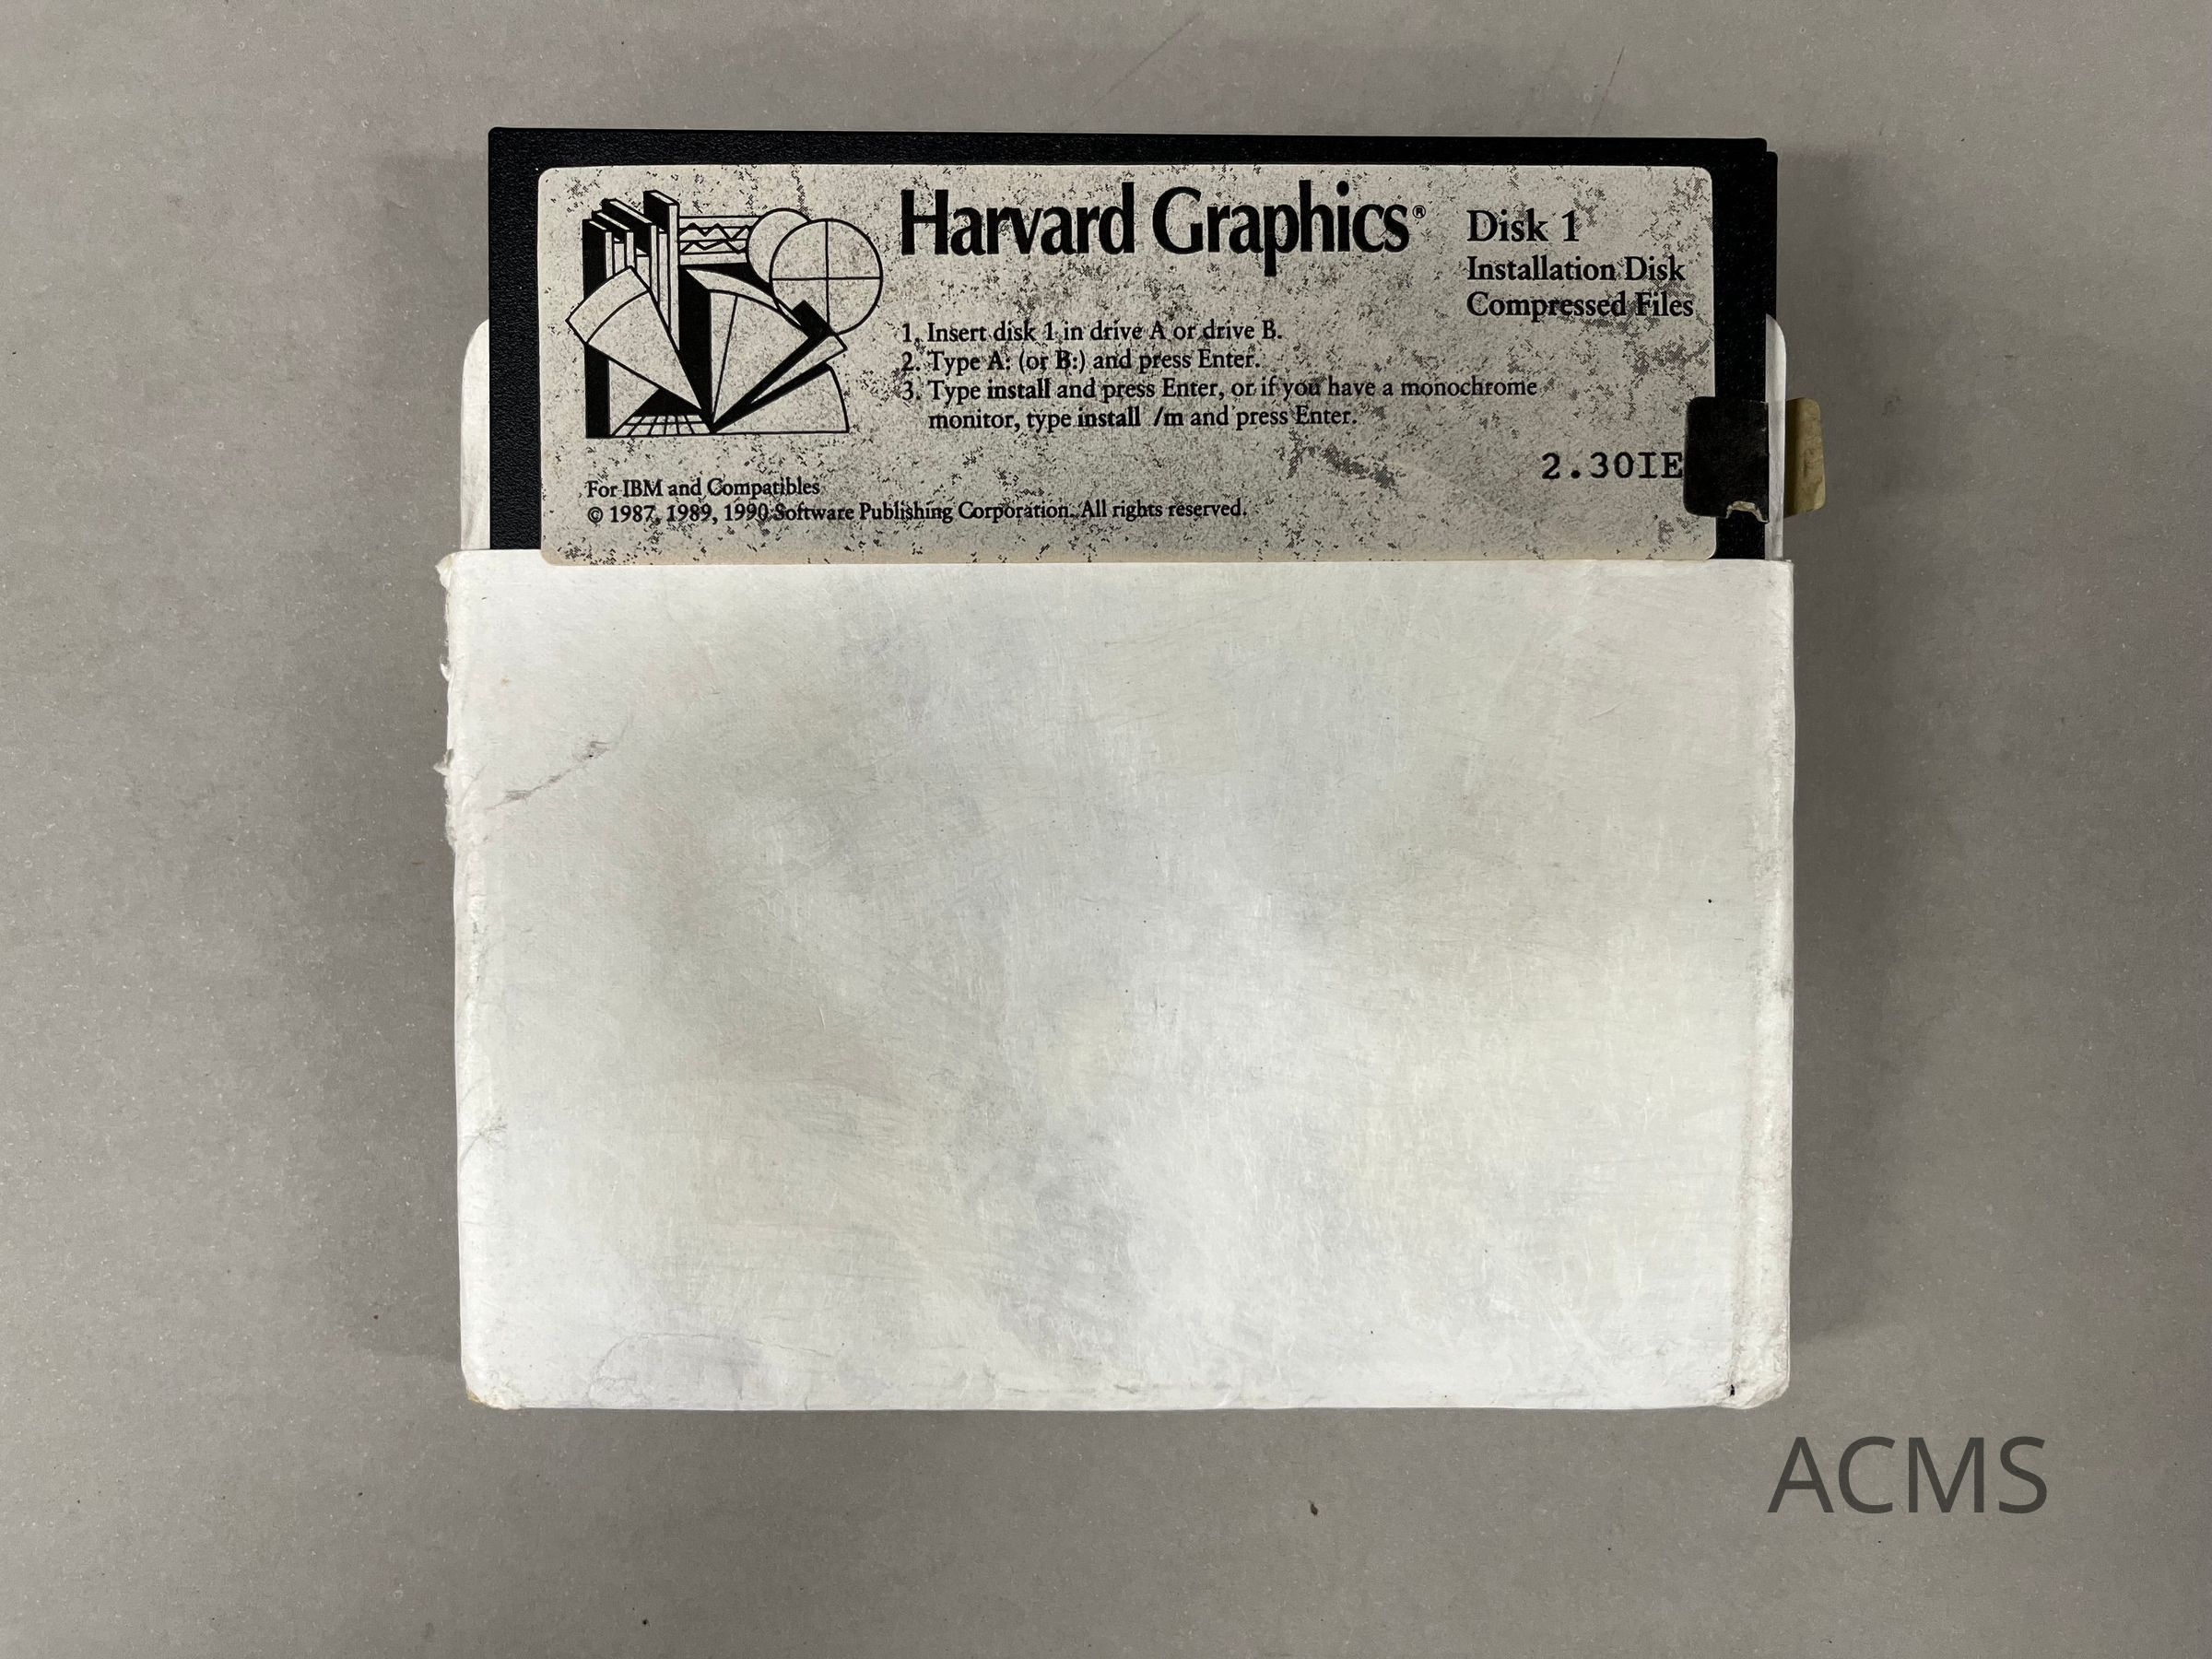 Harvard Graphics®
Disk 1
Installation Disk
Compressed Files
1. Insert disk 1 in drive A or drive B.
2. Type A: (or B:) and press Enter.
3. Type install and press Enter, or if you have a monochrome
monitor, type install /m and press Enter.
2.30IE
For IBM and Compatibles
© 1987, 1989, 1990 Software Publishing Corporation. All rights reserved.
ACMS